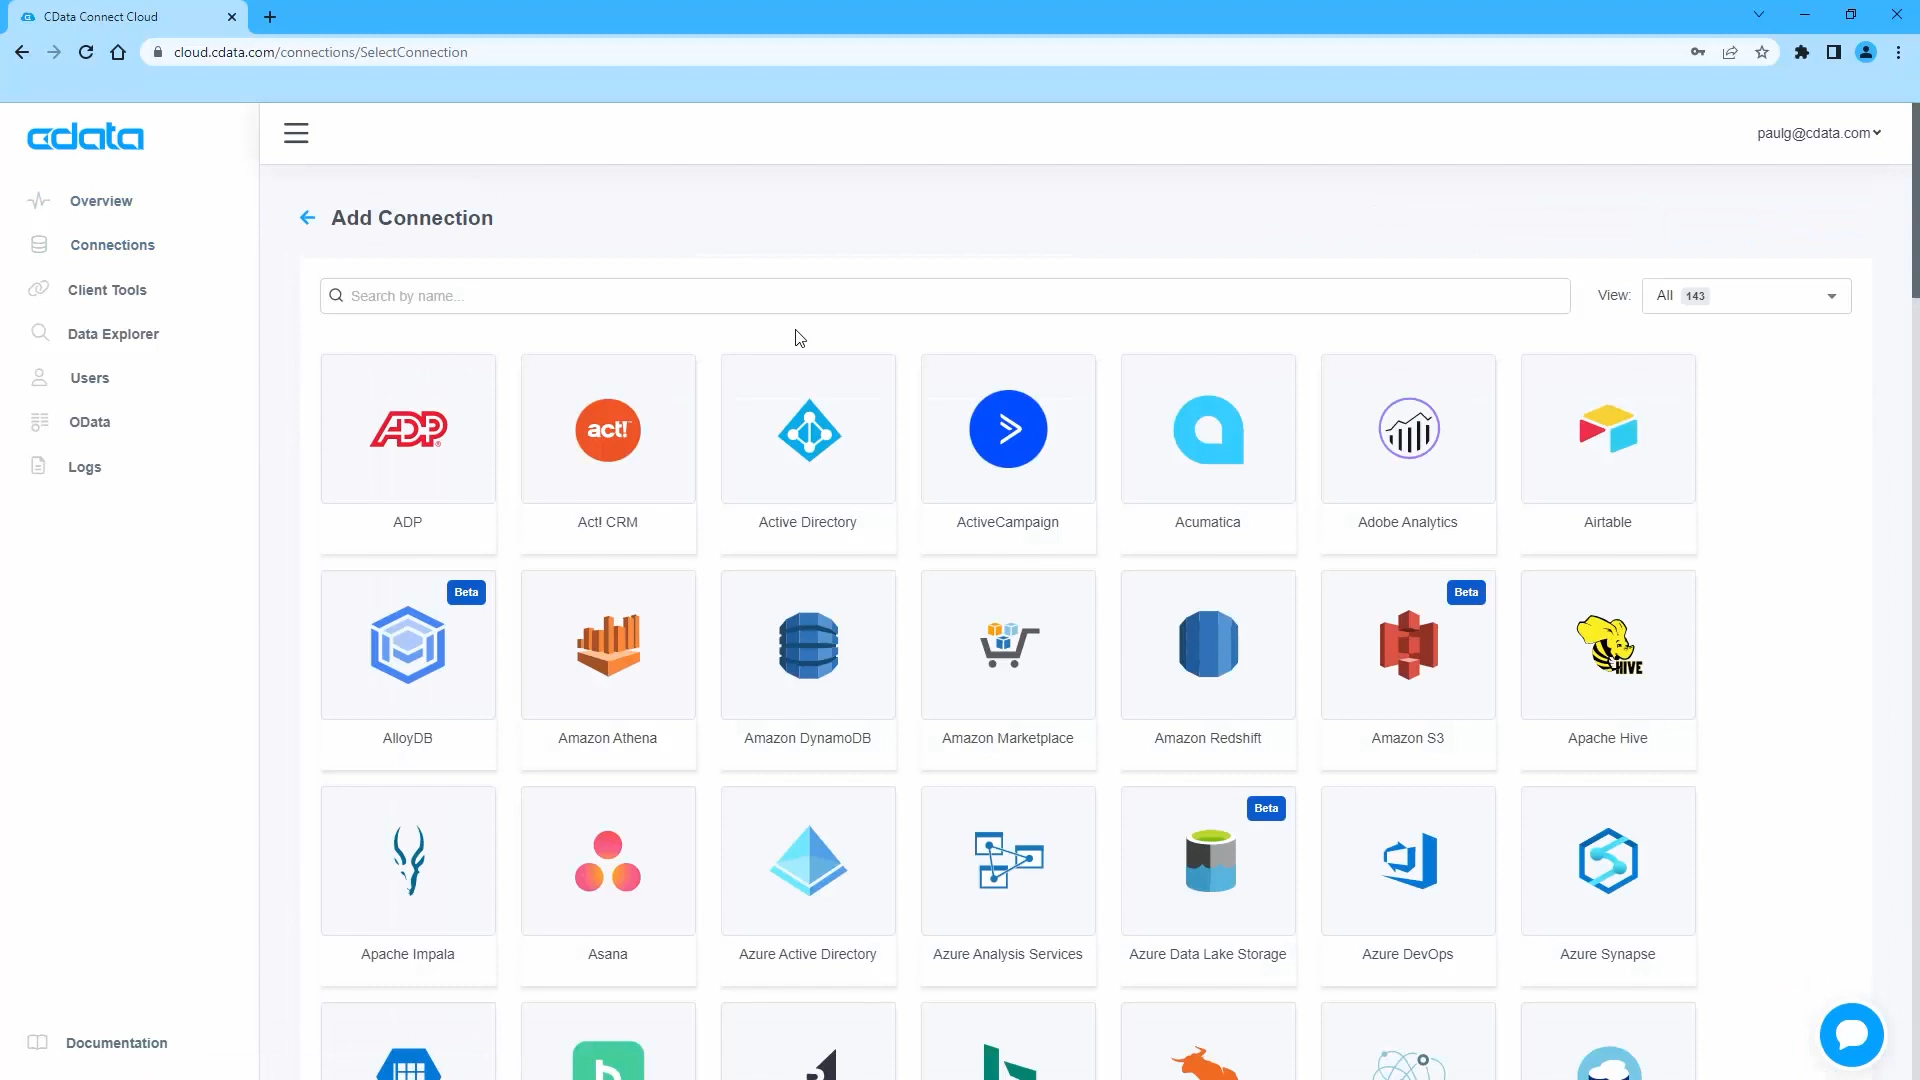 CData Connect Cloud
cloud.cdata.com/connections/SelectConnection
cdata
paulg@cdata.com
Overview
Connections
Client Tools
Data Explorer
Users
OData
Logs
Documentation
Add Connection
Search by name...
View: All 143
ADP
act!
ADP
Act! CRM
Active Directory
ActiveCampaign
Acumatica
Adobe Analytics
Airtable
Beta
Beta
HIVE
AlloyDB
Amazon Athena
Amazon DynamoDB
Amazon Marketplace
Amazon Redshift
Amazon S3
Apache Hive
Beta
Apache Impala
Asana
Azure Active Directory
Azure Analysis Services
Azure Data Lake Storage
Azure DevOps
Azure Synapse